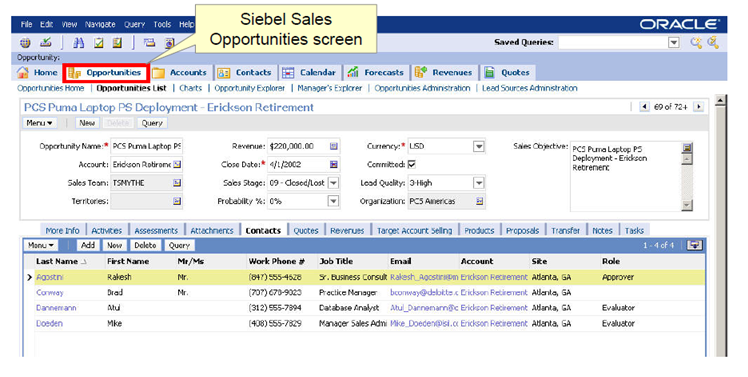 Siebel Sales
Opportunities screen
File Edit View Navigate Query Tools Help
ORACLE
Saved Queries:
Opportunity:
Home Opportunities Accounts Contacts Calendar Forecasts Revenues Quotes
Opportunities Home Opportunities List Charts Opportunity Explorer Manager's Explorer Opportunities Administration Lead Sources Administration
PCS Puma Laptop PS Deployment - Erickson Retirement
69 of 72+
Menu New Delete Query
Opportunity Name:* PCS Puma Laptop PS Revenue: $220,000.00 Currency:* USD Sales Objective: PCS Puma Laptop PS
Deployment - Erickson
Retirement
Account: Erickson Retireme Close Date:* 4/1/2002 Committed:
Sales Team: TSMYTHE Sales Stage: 09 - Closed/Lost Lead Quality: 3-High
Territories: Probability %: 0% Organization: PCS Americas
More Info Activities Assessments Attachments Contacts Quotes Revenues Target Account Selling Products Proposals Transfer Notes Tasks
Menu Add New Delete Query 1 - 4 of 4
Last Name First Name Mr/Ms Work Phone # Job Title Email Account Site Role
Agostini Rakesh Mr. (847) 555-4628 Sr. Business Consult Rakesh_Agostini@m Erickson Retirement Atlanta, GA Approver
Conway Brad Mr. (707) 678-9023 Practice Manager bconway@deloitte.c Erickson Retirement Atlanta, GA
Dannemann Atul (312) 555-7894 Database Analyst Atul_Dannemann@c Erickson Retirement Atlanta, GA Evaluator
Doeden Mike (408) 555-7829 Manager Sales Admi Mike_Doeden@isi.cc Erickson Retirement Atlanta, GA Evaluator